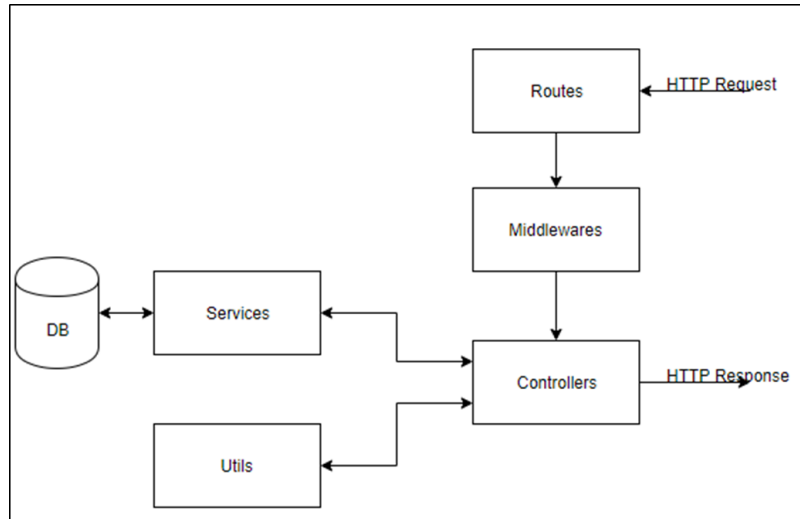 HTTP Request
Routes
Middlewares
DB
Services
Controllers
HTTP Response
Utils